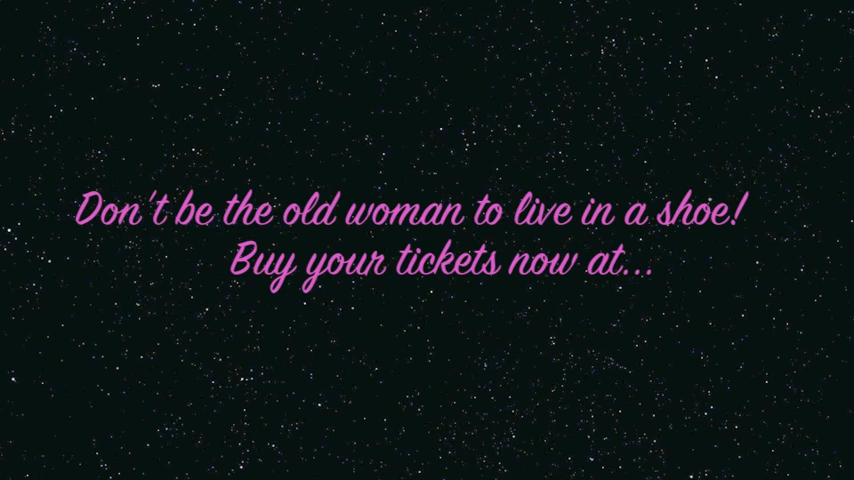 Don't be the old woman to live in a shoe!
Buy your tickets now at...